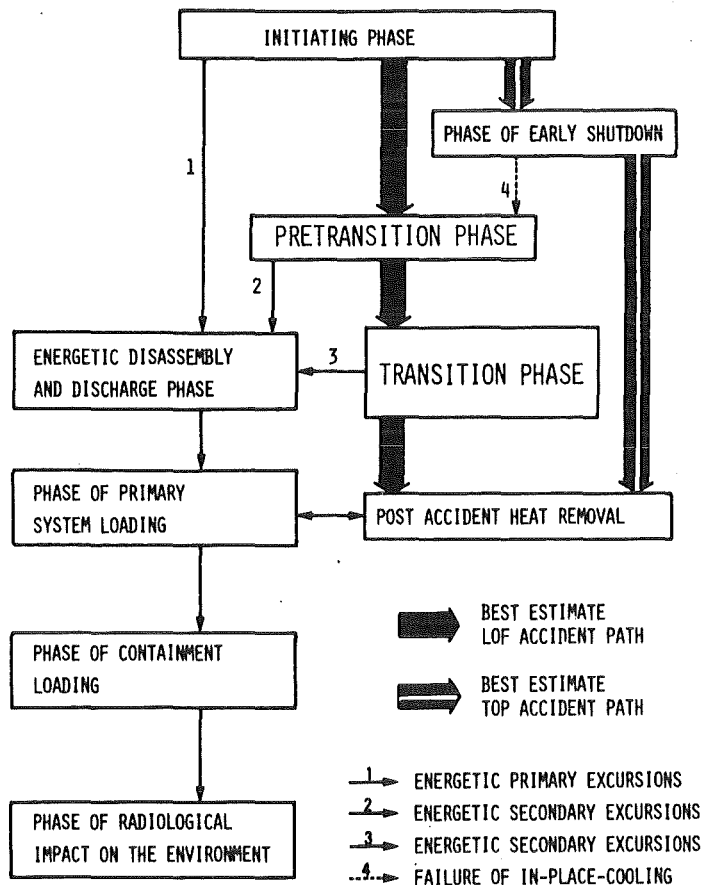 INITIATING PHASE
PHASE OF EARLY SHUTDOWN
1
4
PRETRANSITION PHASE
2
ENERGETIC DISASSEMBLY
AND DISCHARGE PHASE
3
TRANSITION PHASE
PHASE OF PRIMARY
SYSTEM LOADING
POST ACCIDENT HEAT REMOVAL
BEST ESTIMATE
LOF ACCIDENT PATH
PHASE OF CONTAINMENT
LOADING
BEST ESTIMATE
TOP ACCIDENT PATH
1 ENERGETIC PRIMARY EXCURSIONS
2 ENERGETIC SECONDARY EXCURSIONS
3 ENERGETIC SECONDARY EXCURSIONS
4 FAILURE OF IN-PLACE-COOLING
PHASE OF RADIOLOGICAL
IMPACT ON THE ENVIRONMENT